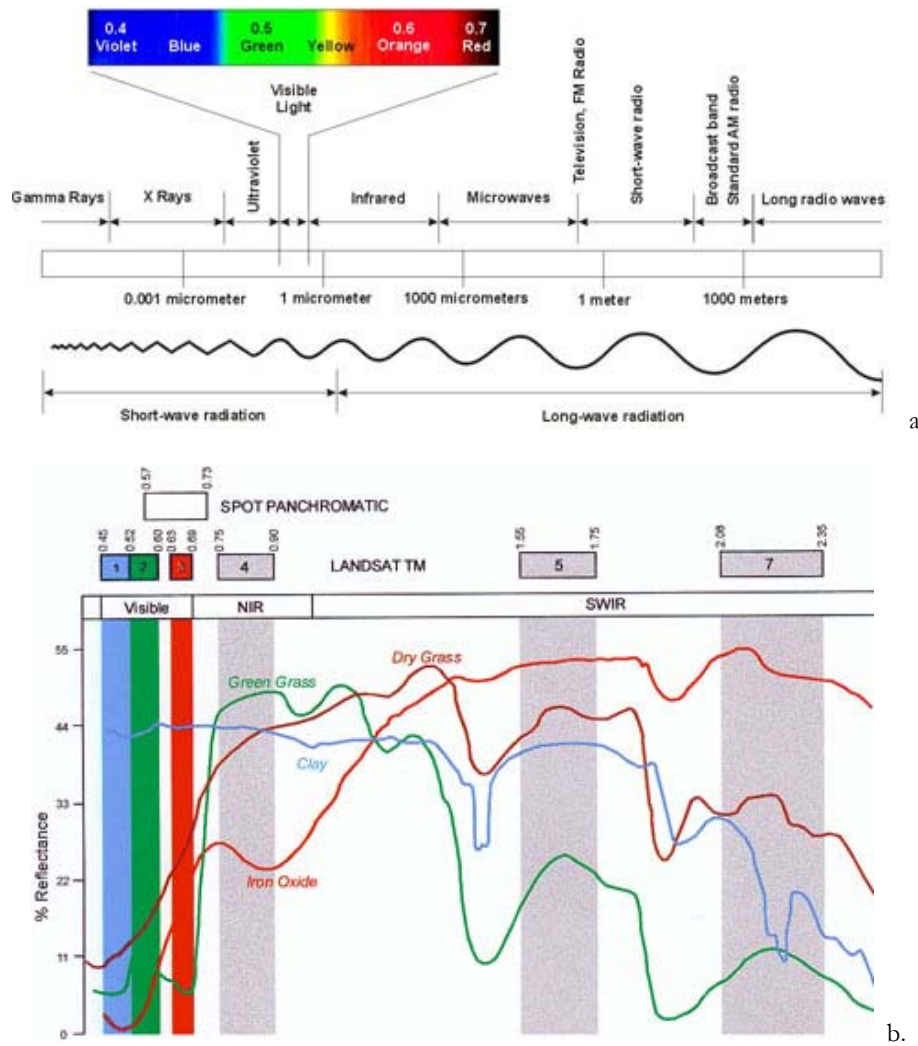 0.4 0.5 0.6 0.7
Violet Blue Green Yellow Orange Red
Visible
Light
Ultraviolet
Television, FM Radio
Short-wave radio
Broadcast band
Standard AM radio
Gamma Rays X Rays Infrared Microwaves Long radio waves
0.001 micrometer 1 micrometer 1000 micrometers 1 meter 1000 meters
Short-wave radiation Long-wave radiation
a
0.57 0.73
SPOT PANCHROMATIC
0.45 0.52 0.60 0.63 0.69 0.75 0.90 1.55 1.75 2.08 2.35
1 2 3 4 LANDSAT TM 5 7
Visible NIR SWIR
55
Dry Grass
Green Grass
44
Clay
33
% Reflectance
22
Iron Oxide
11
0
b.